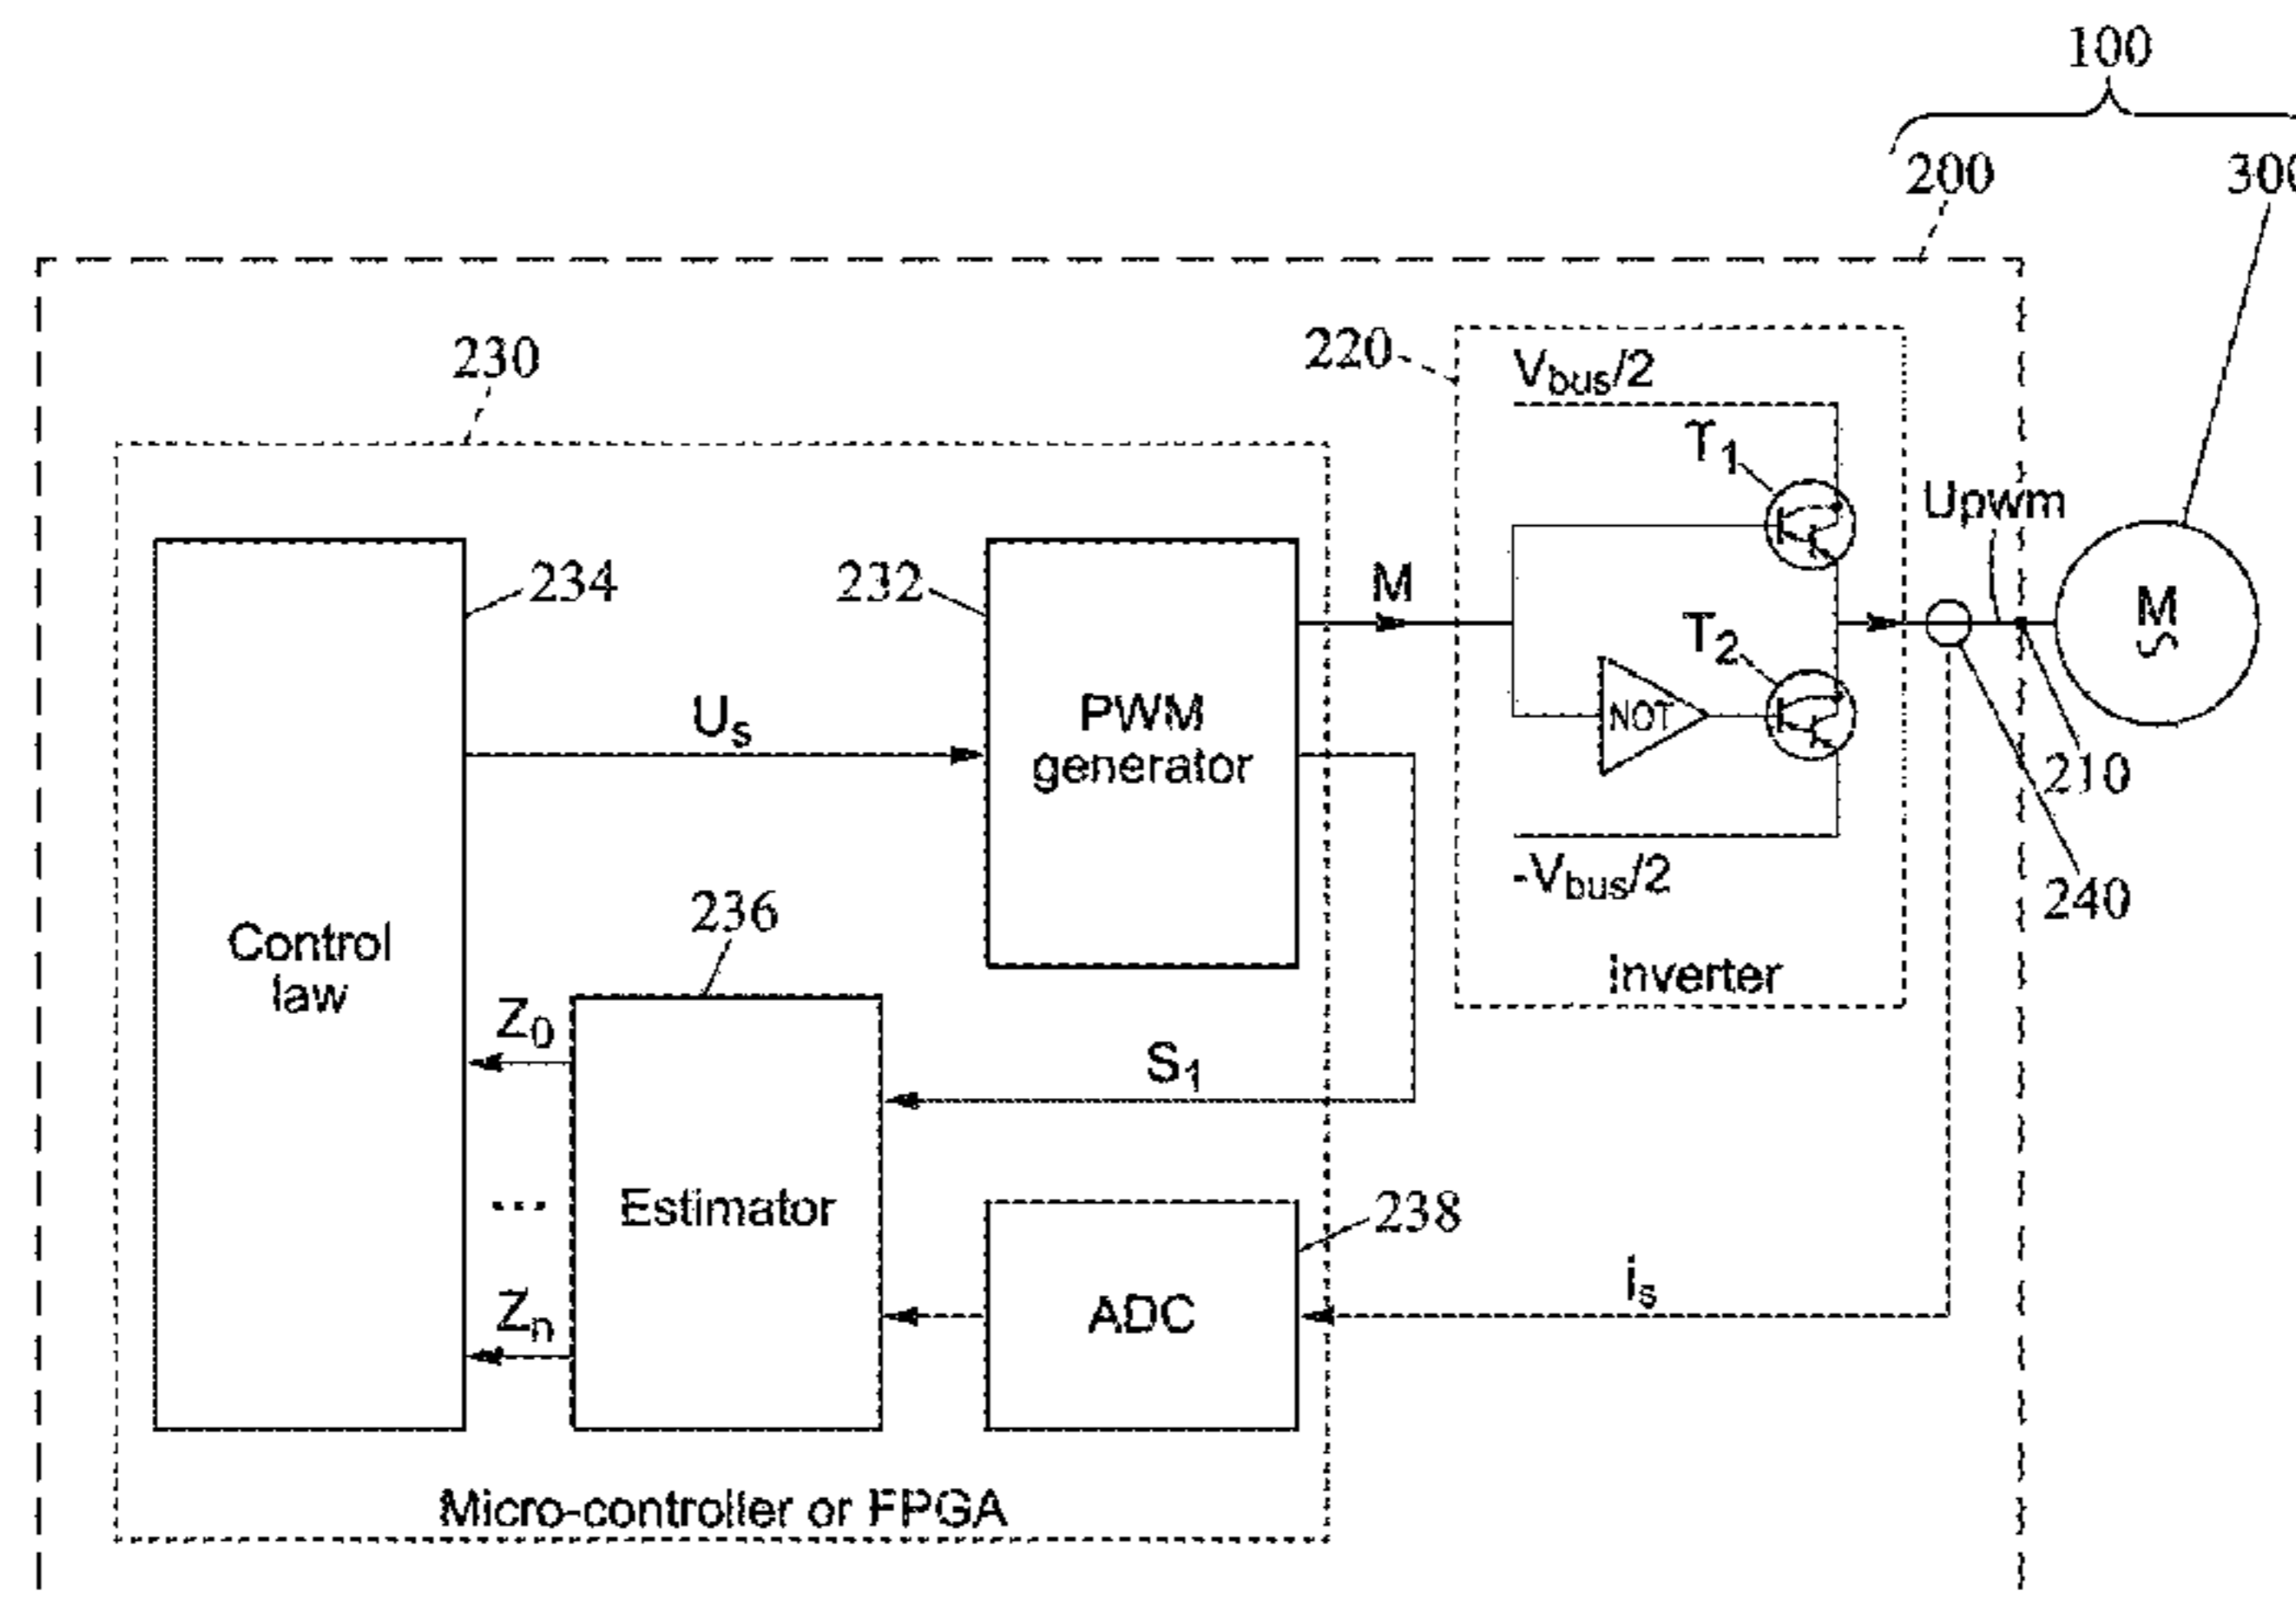 100
200
300
230
220
Vbus/2
T1
Upwm
234
232
M
M
T2
Us
PWM
generator
NOT
210
-Vbus/2
240
236
Control
law
Inverter
Z0
S1
...
Estimator
238
Zn
ADC
is
Micro-controller or FPGA